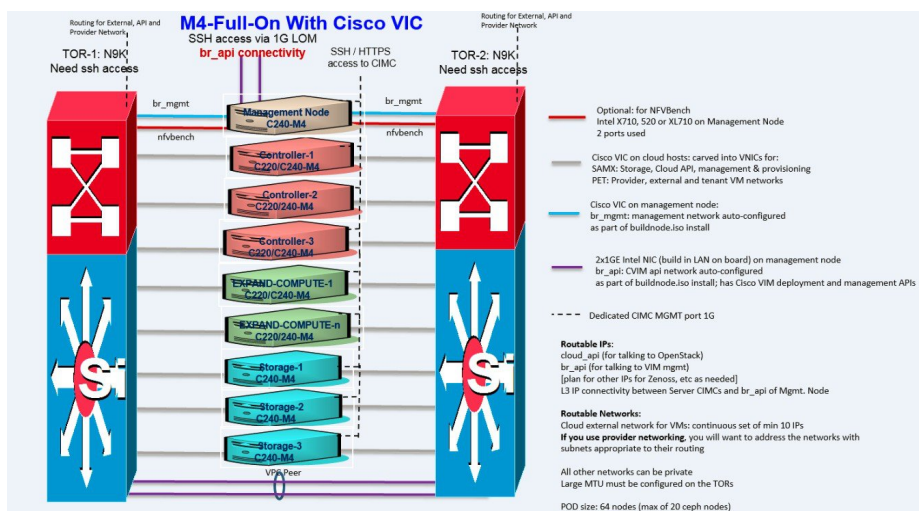 M4-Full-On With Cisco VIC
Routing for External, API and
Provider Network
SSH access via 1G LOM
br_api connectivity
SSH / HTTPS
access to CIMC
Routing for External, API and
Provider Network
TOR-1: N9K
Need ssh access
TOR-2: N9K
Need ssh access
br_mgmt
br_mgmt
nfvbench
nfvbench
Management Node
C240-M4
Controller-1
C220/C240-M4
Controller-2
C220/240-M4
Controller-3
C220/C240-M4
EXPAND-COMPUTE-1
C220/C240-M4
EXPAND-COMPUTE-n
C220/240-M4
Storage-1
C240-M4
Storage-2
C240-M4
Storage-3
C240-M4
VPC Peer
Si
Si
Optional: for NFVBench
Intel X710, 520 or XL710 on Management Node
2 ports used
Cisco VIC on cloud hosts: carved into VNICs for:
SAMX: Storage, Cloud API, management & provisioning
PET: Provider, external and tenant VM networks
Cisco VIC on management node:
br_mgmt: management network auto-configured
as part of buildnode.iso install
2x1GE Intel NIC (build in LAN on board) on management node
br_api: CVIM api network auto-configured
as part of buildnode.iso install; has Cisco VIM deployment and management APIs
Dedicated CIMC MGMT port 1G
Routable IPs:
cloud_api (for talking to OpenStack)
br_api (for talking to VIM mgmt)
[plan for other IPs for Zenoss, etc as needed]
L3 IP connectivity between Server CIMCs and br_api of Mgmt. Node
Routable Networks:
Cloud external network for VMs: continuous set of min 10 IPs
If you use provider networking, you will want to address the networks with
subnets appropriate to their routing
All other networks can be private
Large MTU must be configured on the TORs
POD size: 64 nodes (max of 20 ceph nodes)